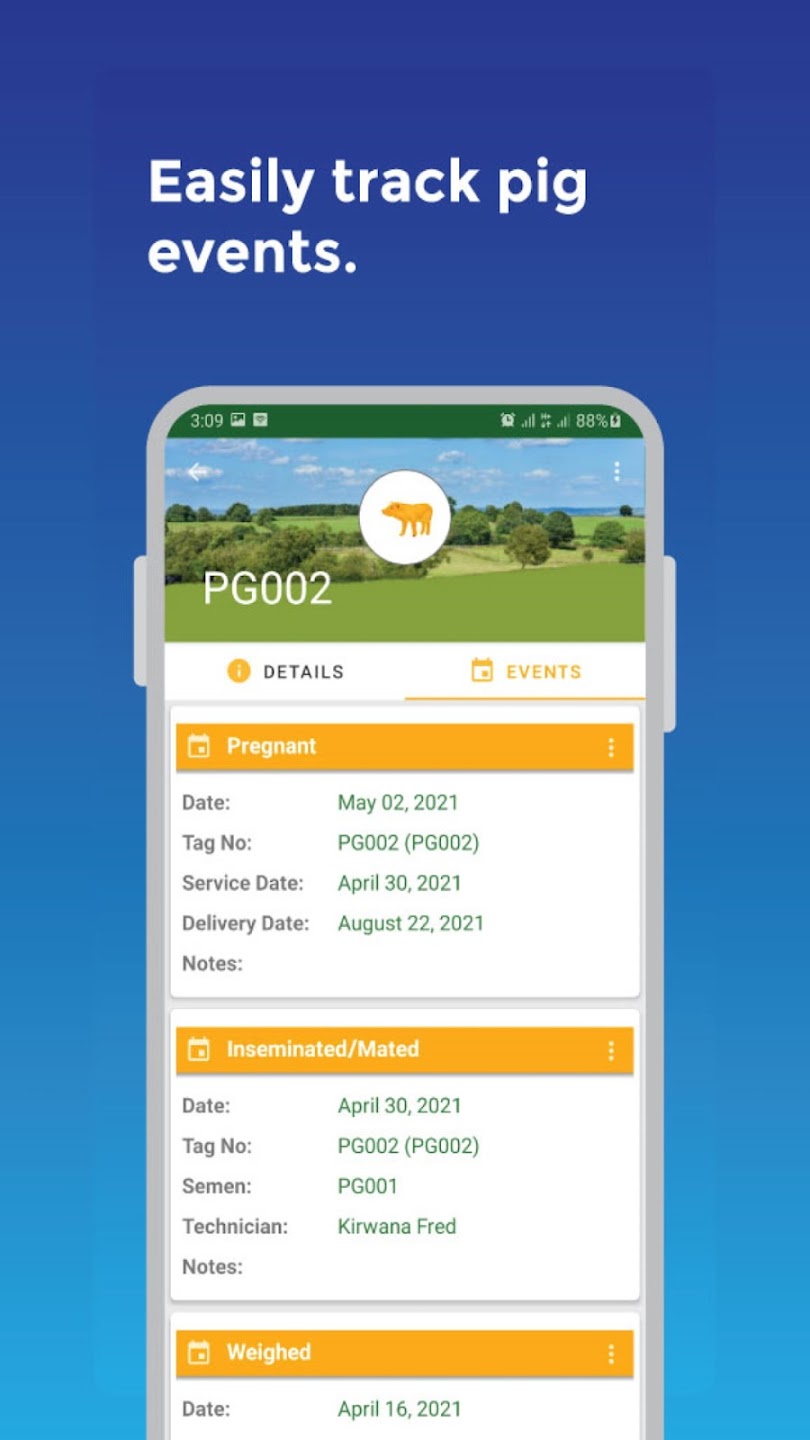 Easily track pig
events.
3:09 88%
PG002
DETAILS EVENTS
Pregnant
Date: May 02, 2021
Tag No: PG002 (PG002)
Service Date: April 30, 2021
Delivery Date: August 22, 2021
Notes:
Inseminated/Mated
Date: April 30, 2021
Tag No: PG002 (PG002)
Semen: PG001
Technician: Kirwana Fred
Notes:
Weighed
Date: April 16, 2021